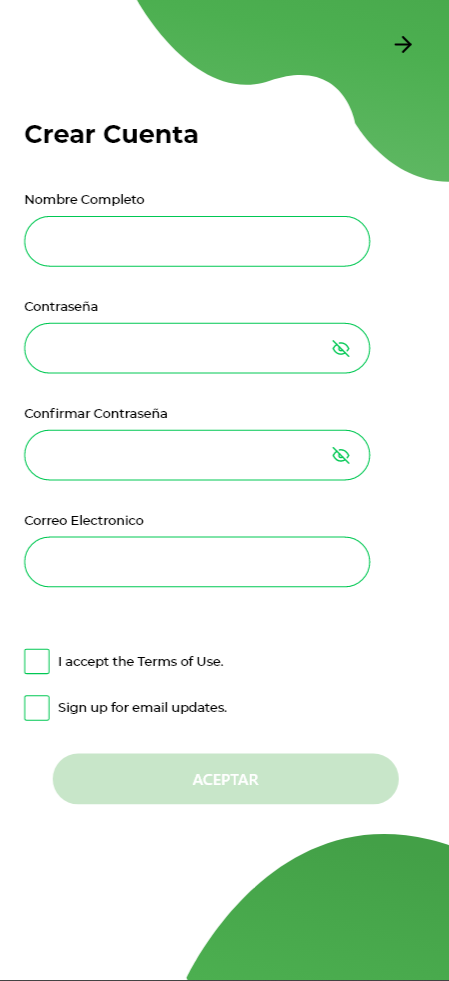 Crear Cuenta
Nombre Completo
Contraseña
Confirmar Contraseña
Correo Electronico
I accept the Terms of Use.
Sign up for email updates.
ACEPTAR